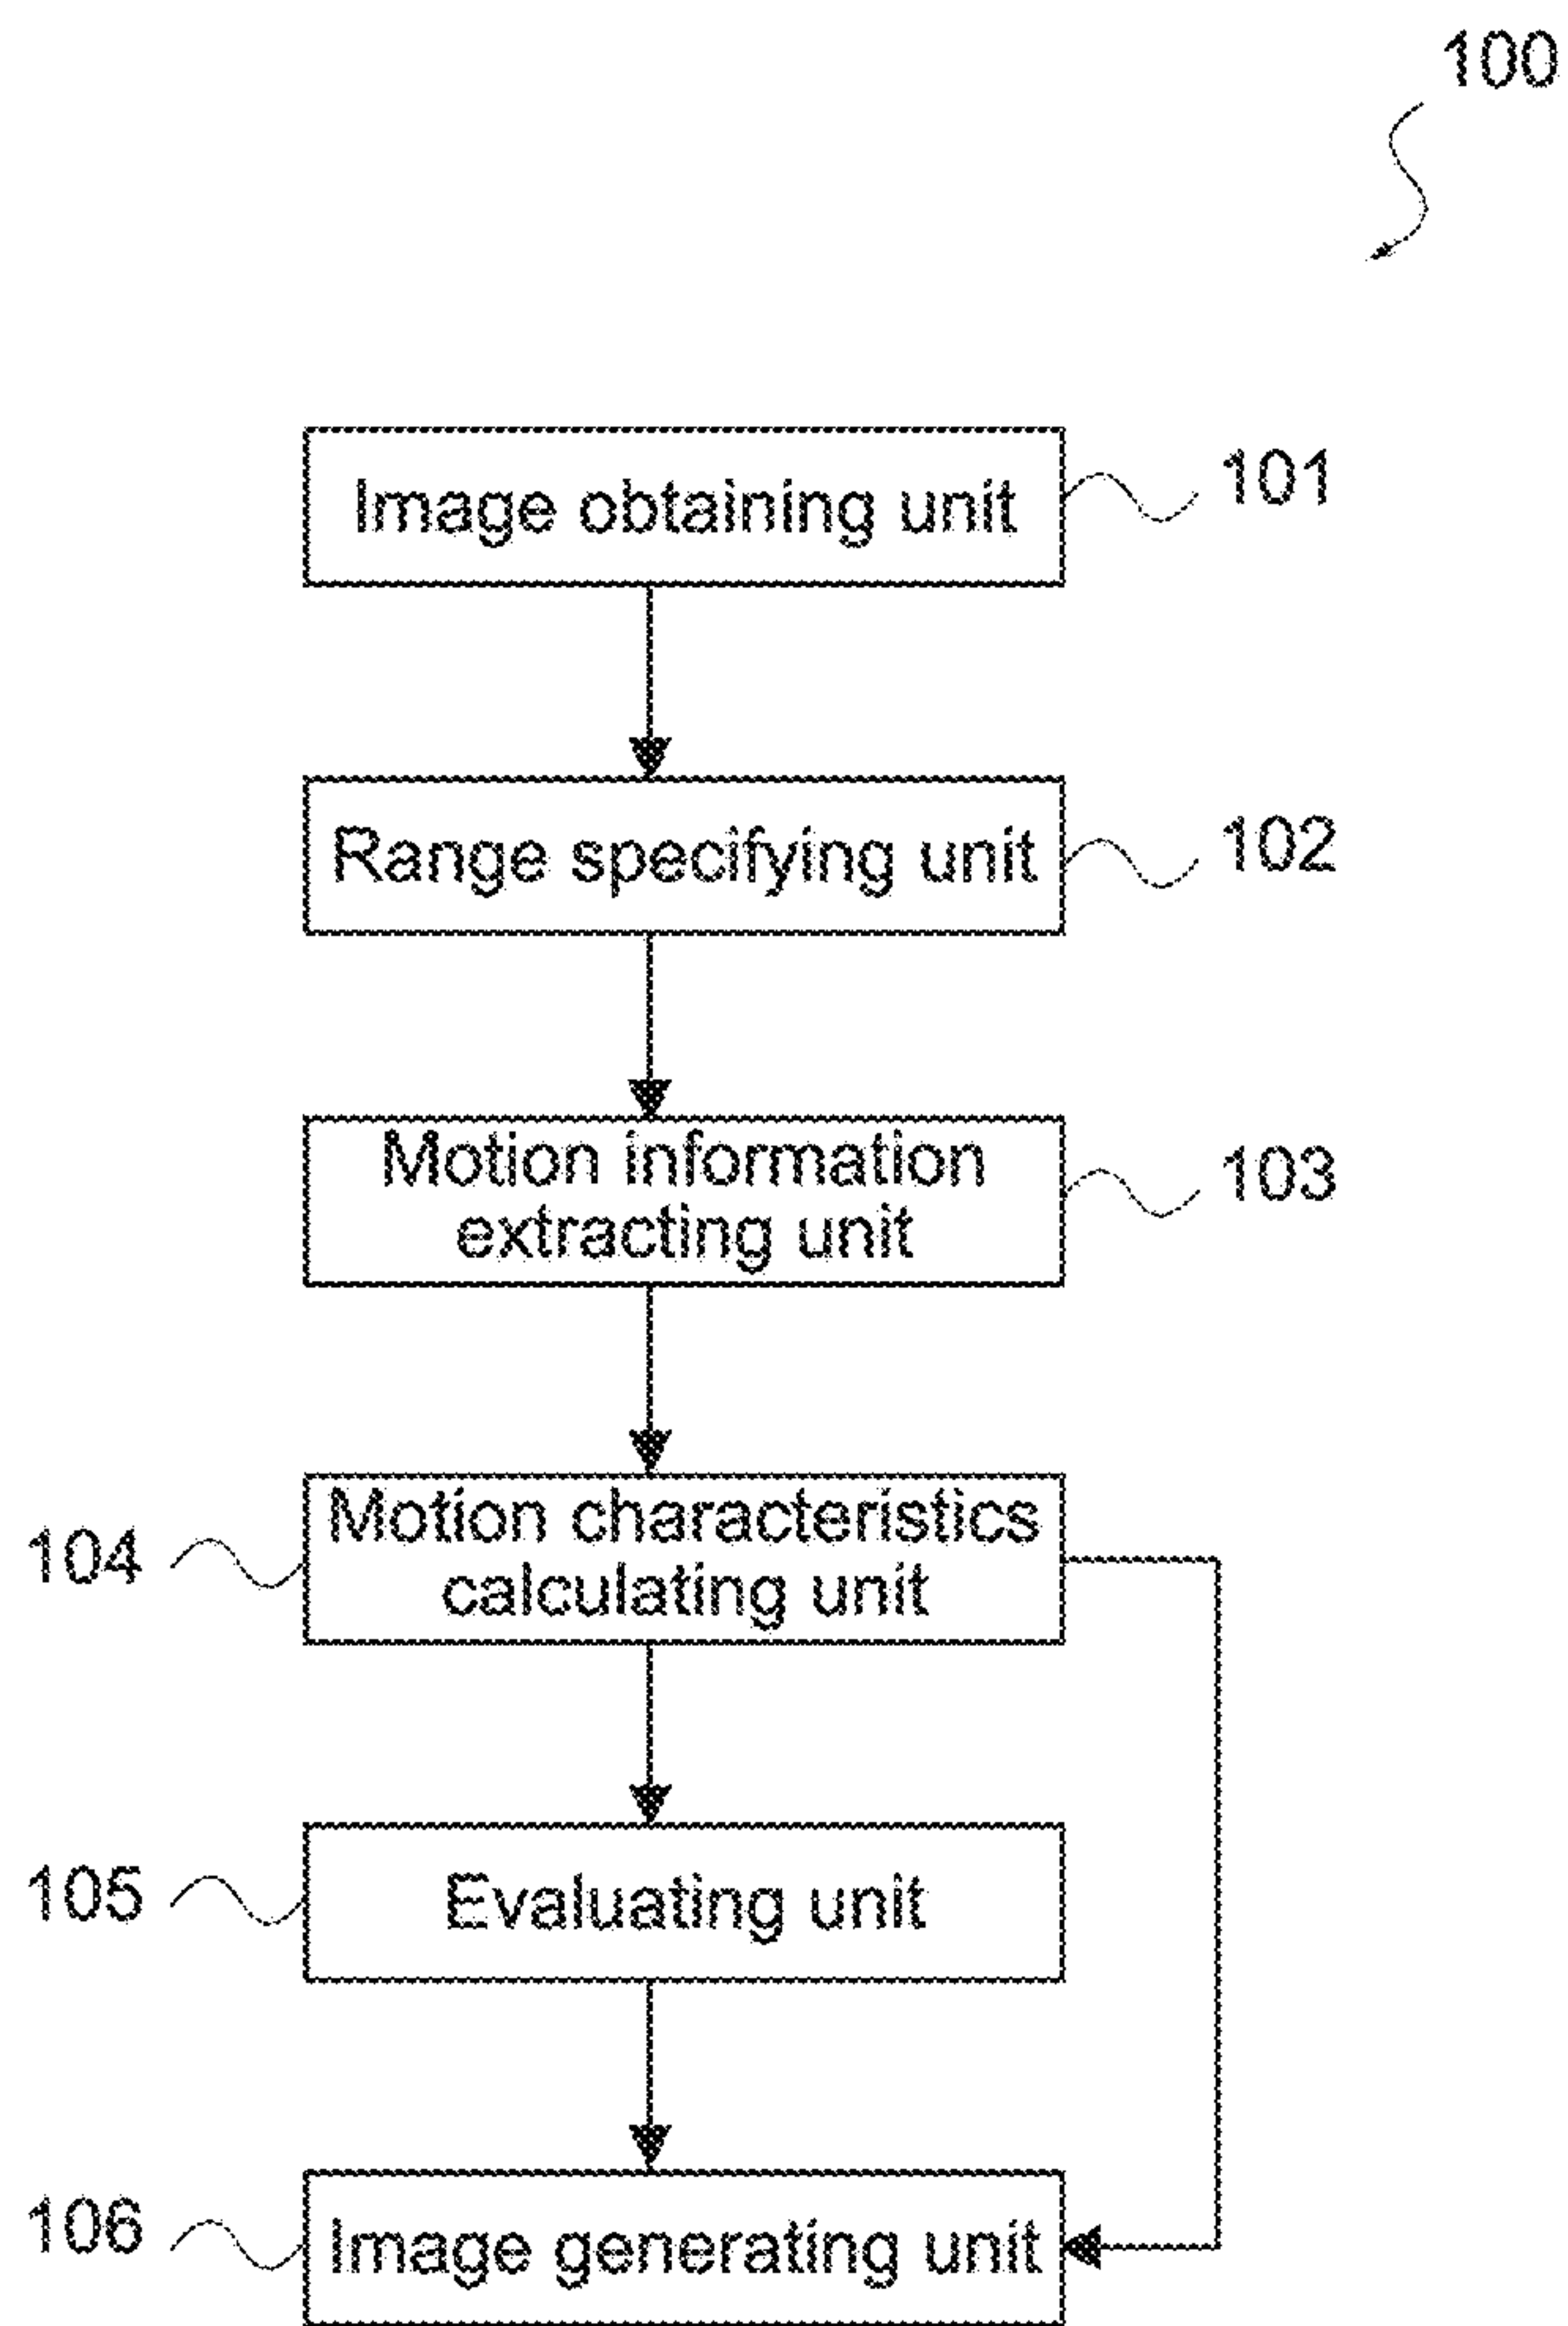 100
Image obtaining unit
101
Range specifying unit
102
Motion information
extracting unit
103
Motion characteristics
calculating unit
104
Evaluating unit
105
Image generating unit
106